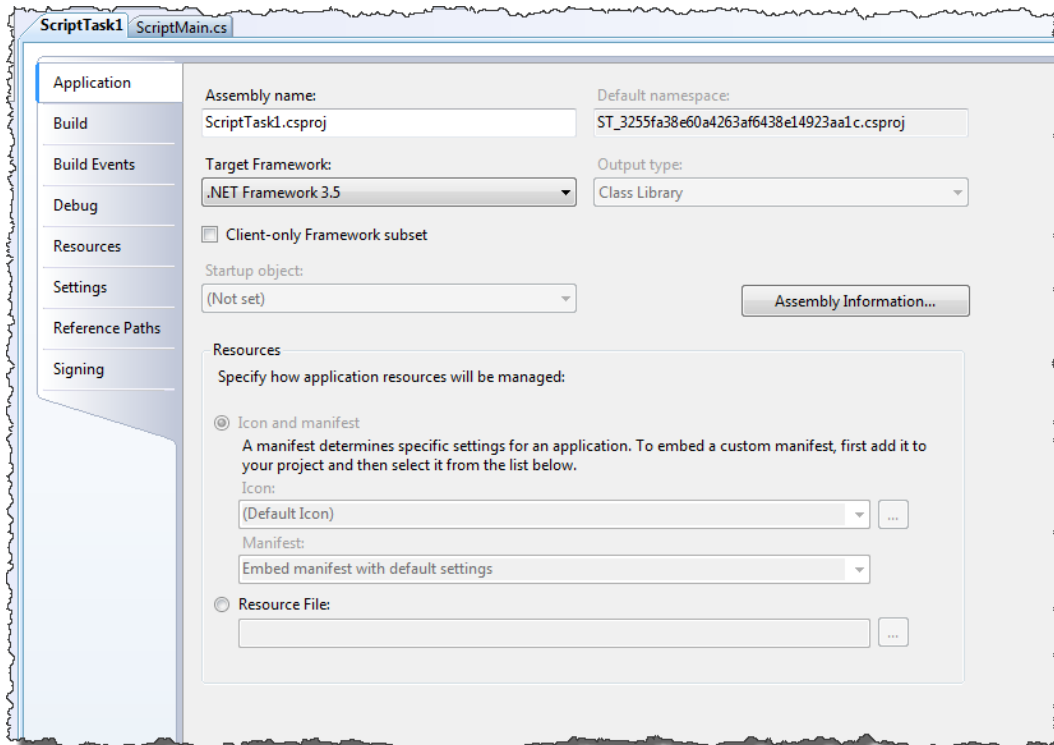 ScriptTask1 ScriptMain.cs
Application
Build
Build Events
Debug
Resources
Settings
Reference Paths
Signing
Assembly name: Default namespace:
ScriptTask1.csproj ST_3255fa38e60a4263af6438e14923aa1c.csproj
Target Framework: Output type:
.NET Framework 3.5 Class Library
Client-only Framework subset
Startup object:
(Not set) Assembly Information...
Resources
Specify how application resources will be managed:
Icon and manifest
A manifest determines specific settings for an application. To embed a custom manifest, first add it to
your project and then select it from the list below.
Icon:
(Default Icon) ...
Manifest:
Embed manifest with default settings
Resource File:
...